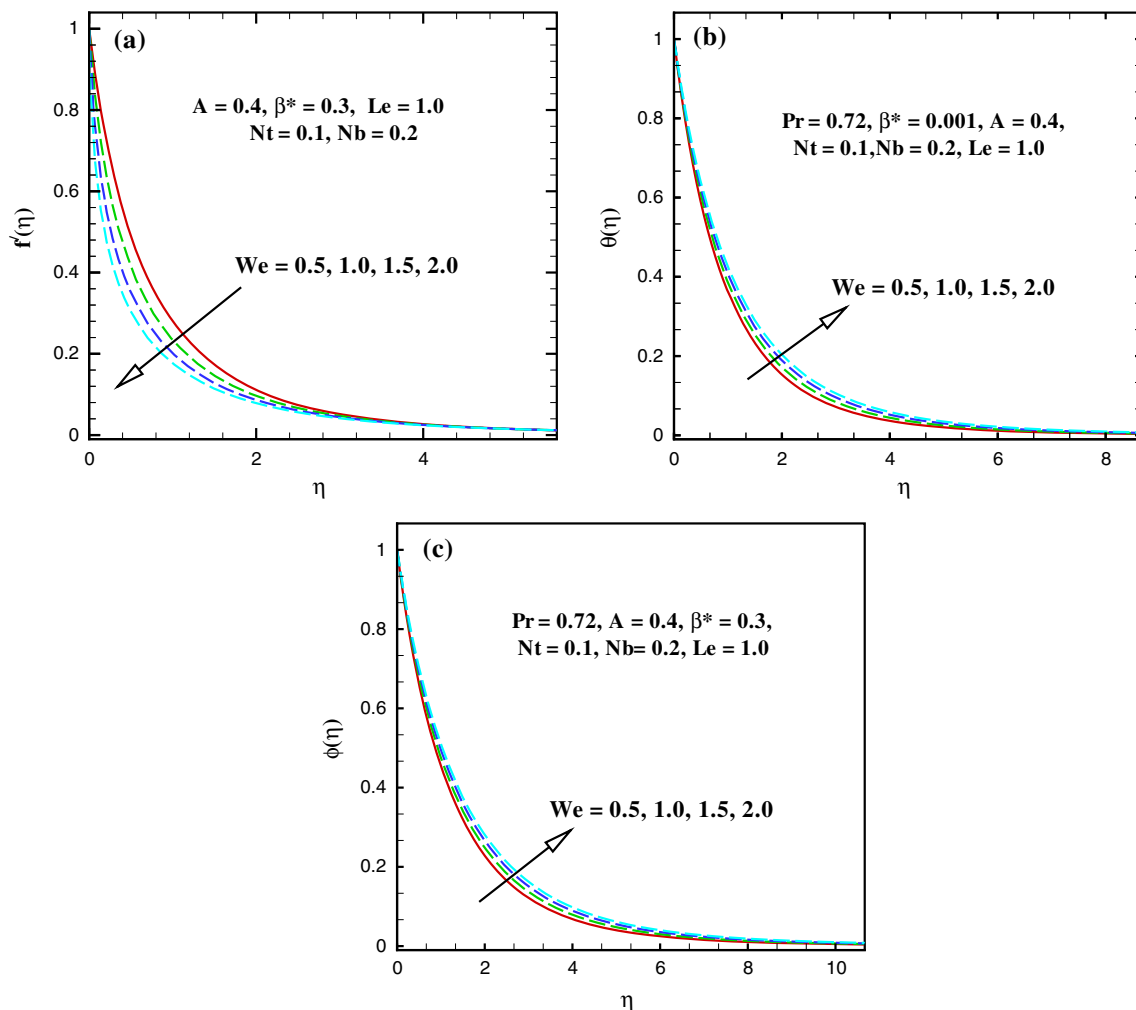 (a)
A = 0.4, β* = 0.3, Le = 1.0
Nt = 0.1, Nb = 0.2
We = 0.5, 1.0, 1.5, 2.0
f′(η)
1
0.8
0.6
0.4
0.2
0
0 2 4
η
(b)
Pr = 0.72, β* = 0.001, A = 0.4,
Nt = 0.1,Nb = 0.2, Le = 1.0
We = 0.5, 1.0, 1.5, 2.0
θ(η)
1
0.8
0.6
0.4
0.2
0
0 2 4 6 8
η
(c)
Pr = 0.72, A = 0.4, β* = 0.3,
Nt = 0.1, Nb= 0.2, Le = 1.0
We = 0.5, 1.0, 1.5, 2.0
ϕ(η)
1
0.8
0.6
0.4
0.2
0
0 2 4 6 8 10
η